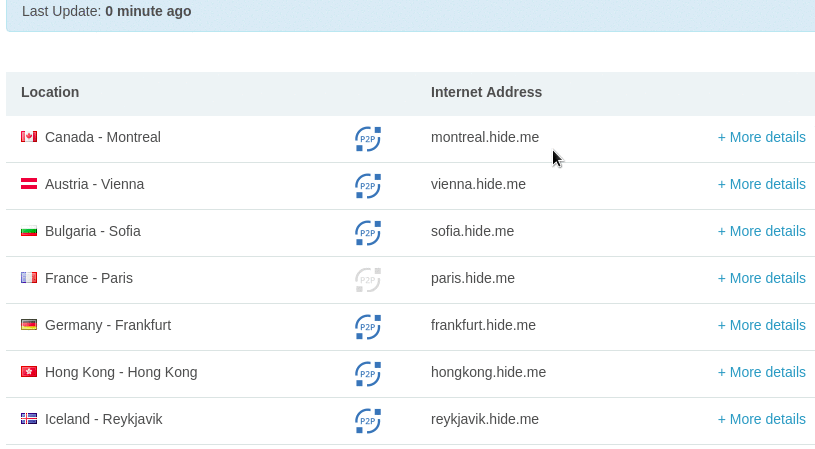 Last Update: 0 minute ago
Location Internet Address
Canada - Montreal P2P montreal.hide.me + More details
Austria - Vienna P2P vienna.hide.me + More details
Bulgaria - Sofia P2P sofia.hide.me + More details
France - Paris P2P paris.hide.me + More details
Germany - Frankfurt P2P frankfurt.hide.me + More details
Hong Kong - Hong Kong P2P hongkong.hide.me + More details
Iceland - Reykjavik P2P reykjavik.hide.me + More details